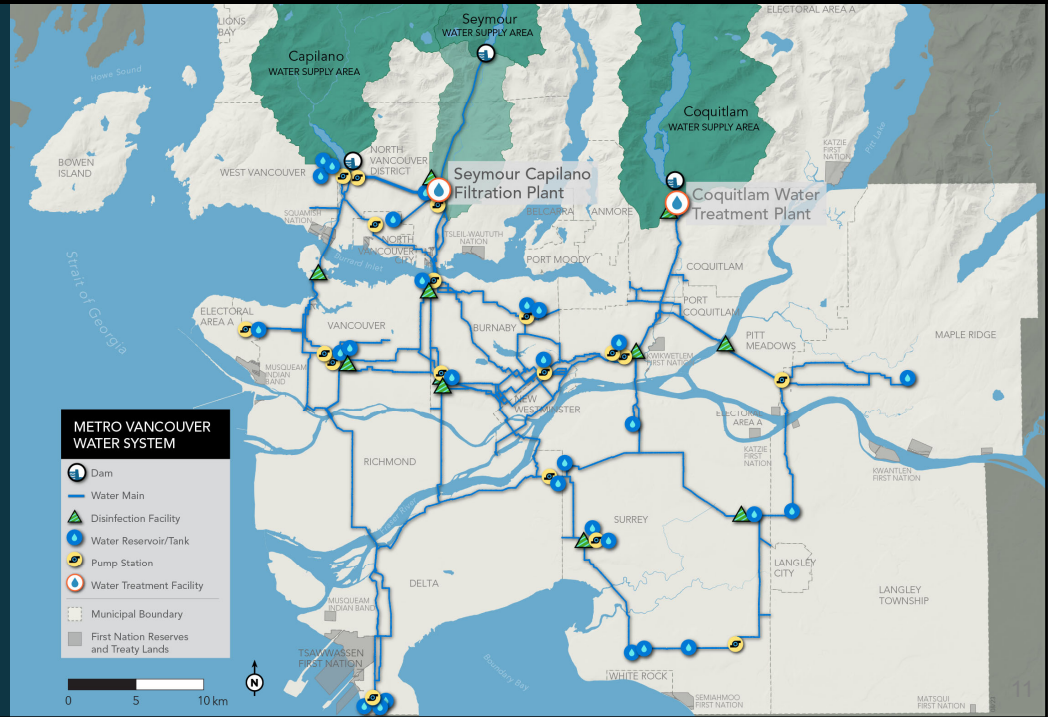 LIONS
BAY
Seymour
WATER SUPPLY AREA
ELECTORAL AREA A
Capilano
WATER SUPPLY AREA
Howe Sound
Coquitlam
WATER SUPPLY AREA
BOWEN
ISLAND
WEST VANCOUVER
NORTH
VANCOUVER
DISTRICT
KATZIE
FIRST
NATION
Pitt Lake
Seymour Capilano
Filtration Plant
Coquitlam Water
Treatment Plant
SQUAMISH
NATION
NORTH
VANCOUVER
CITY
TSLEIL-WAUTUTH
NATION
BELCARRA
ANMORE
Burrard Inlet
PORT MOODY
COQUITLAM
Strait of Georgia
ELECTORAL
AREA A
VANCOUVER
BURNABY
PORT
COQUITLAM
PITT
MEADOWS
MAPLE RIDGE
MUSQUEAM
INDIAN
BAND
KWIKWETLEM
FIRST NATION
NEW
WESTMINSTER
ELECTORAL
AREA A
KATZIE
FIRST
NATION
KWANTLEN
FIRST NATION
RICHMOND
Fraser River
SURREY
LANGLEY
CITY
LANGLEY
TOWNSHIP
DELTA
MUSQUEAM
INDIAN BAND
TSAWWASSEN
FIRST NATION
Boundary Bay
WHITE ROCK
SEMIAHMOO
FIRST NATION
MATSQUI
FIRST NATION
11
METRO VANCOUVER
WATER SYSTEM
Dam
Water Main
Disinfection Facility
Water Reservoir/Tank
Pump Station
Water Treatment Facility
Municipal Boundary
First Nation Reserves
and Treaty Lands
N
0 5 10 km